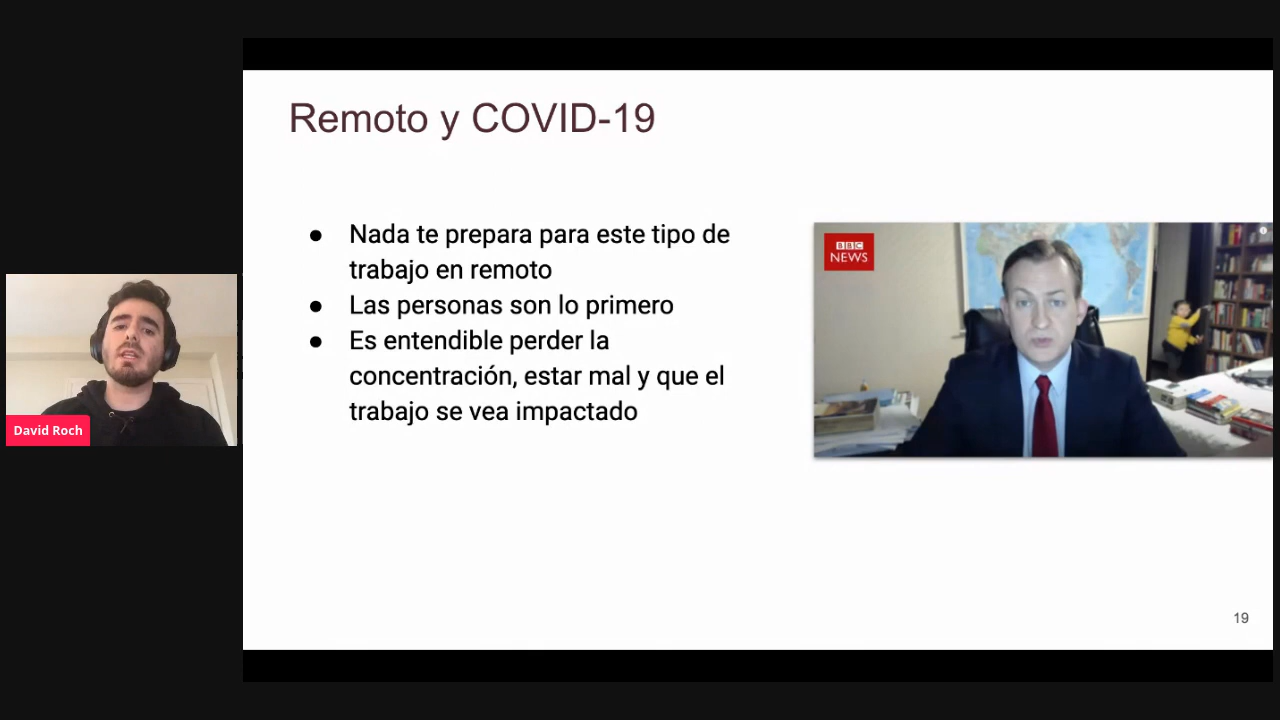 Remoto y COVID-19
● Nada te prepara para este tipo de
trabajo en remoto
● Las personas son lo primero
● Es entendible perder la
concentración, estar mal y que el
trabajo se vea impactado
BBC
NEWS
David Roch
19